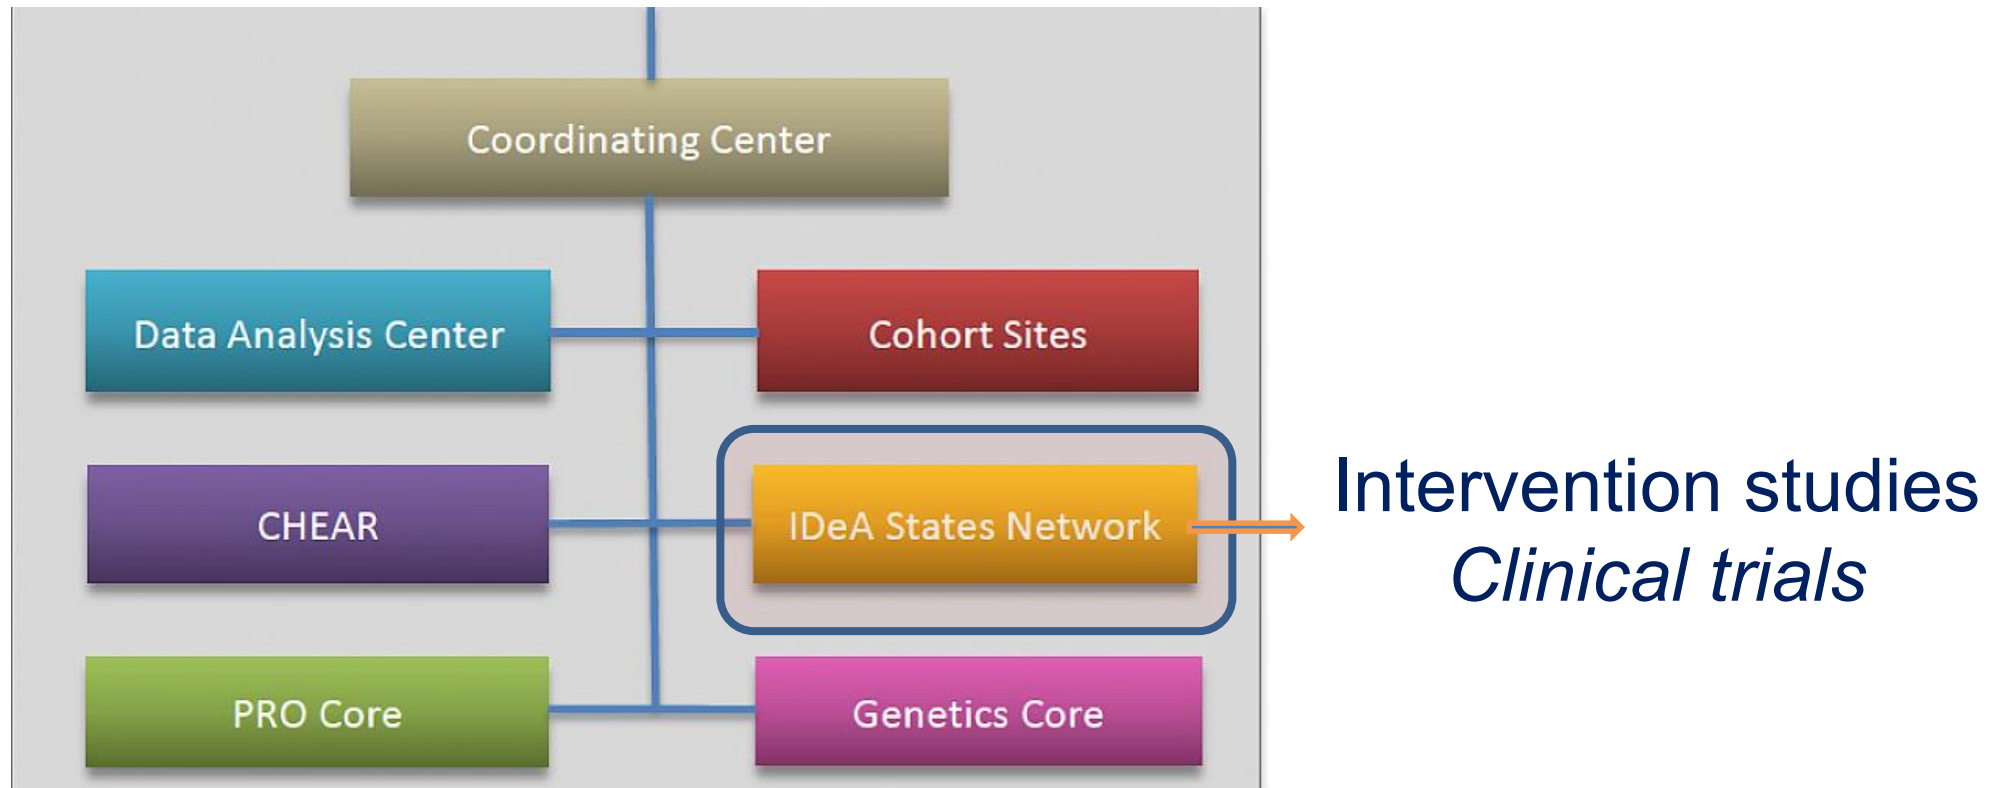 Coordinating Center
Data Analysis Center
Cohort Sites
CHEAR
IDeA States Network
Intervention studies
Clinical trials
PRO Core
Genetics Core